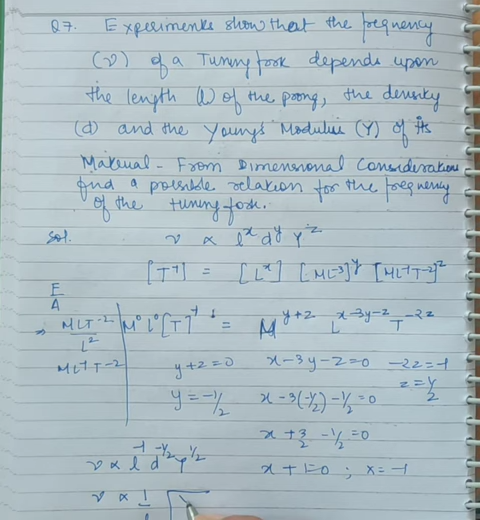 Q7. Experiments show that the frequency
(ν) of a Tuning fork depends upon
the length (l) of the prong, the density
(d) and the Young's Modulus (Y) of its
Material - From Dimensional Considerations
find a possible relation for the frequency
of the tuning fork.
Sol. ν ∝ l^x d^y Y^z
[T^-1] = [L^x] [ML^-3]^y [ML^-1T^-2]^z
F/A
⇒ MLT^-2/L^2 M^0 L^0 [T]^-1 = M^y+z L^x-3y-z T^-2z
ML^-1T^-2 y+z=0 x-3y-z=0 -2z=-1
y=-1/2 x-3(-1/2)-1/2=0 z=1/2
x+3/2-1/2=0
ν ∝ l^-1 d^-1/2 Y^1/2 x+1=0 ; x=-1
ν ∝ 1/l √